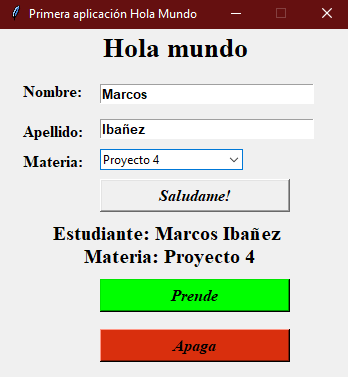 Primera aplicación Hola Mundo
Hola mundo
Nombre: Marcos
Apellido: Ibañez
Materia: Proyecto 4
Saludame!
Estudiante: Marcos Ibañez
Materia: Proyecto 4
Prende
Apaga